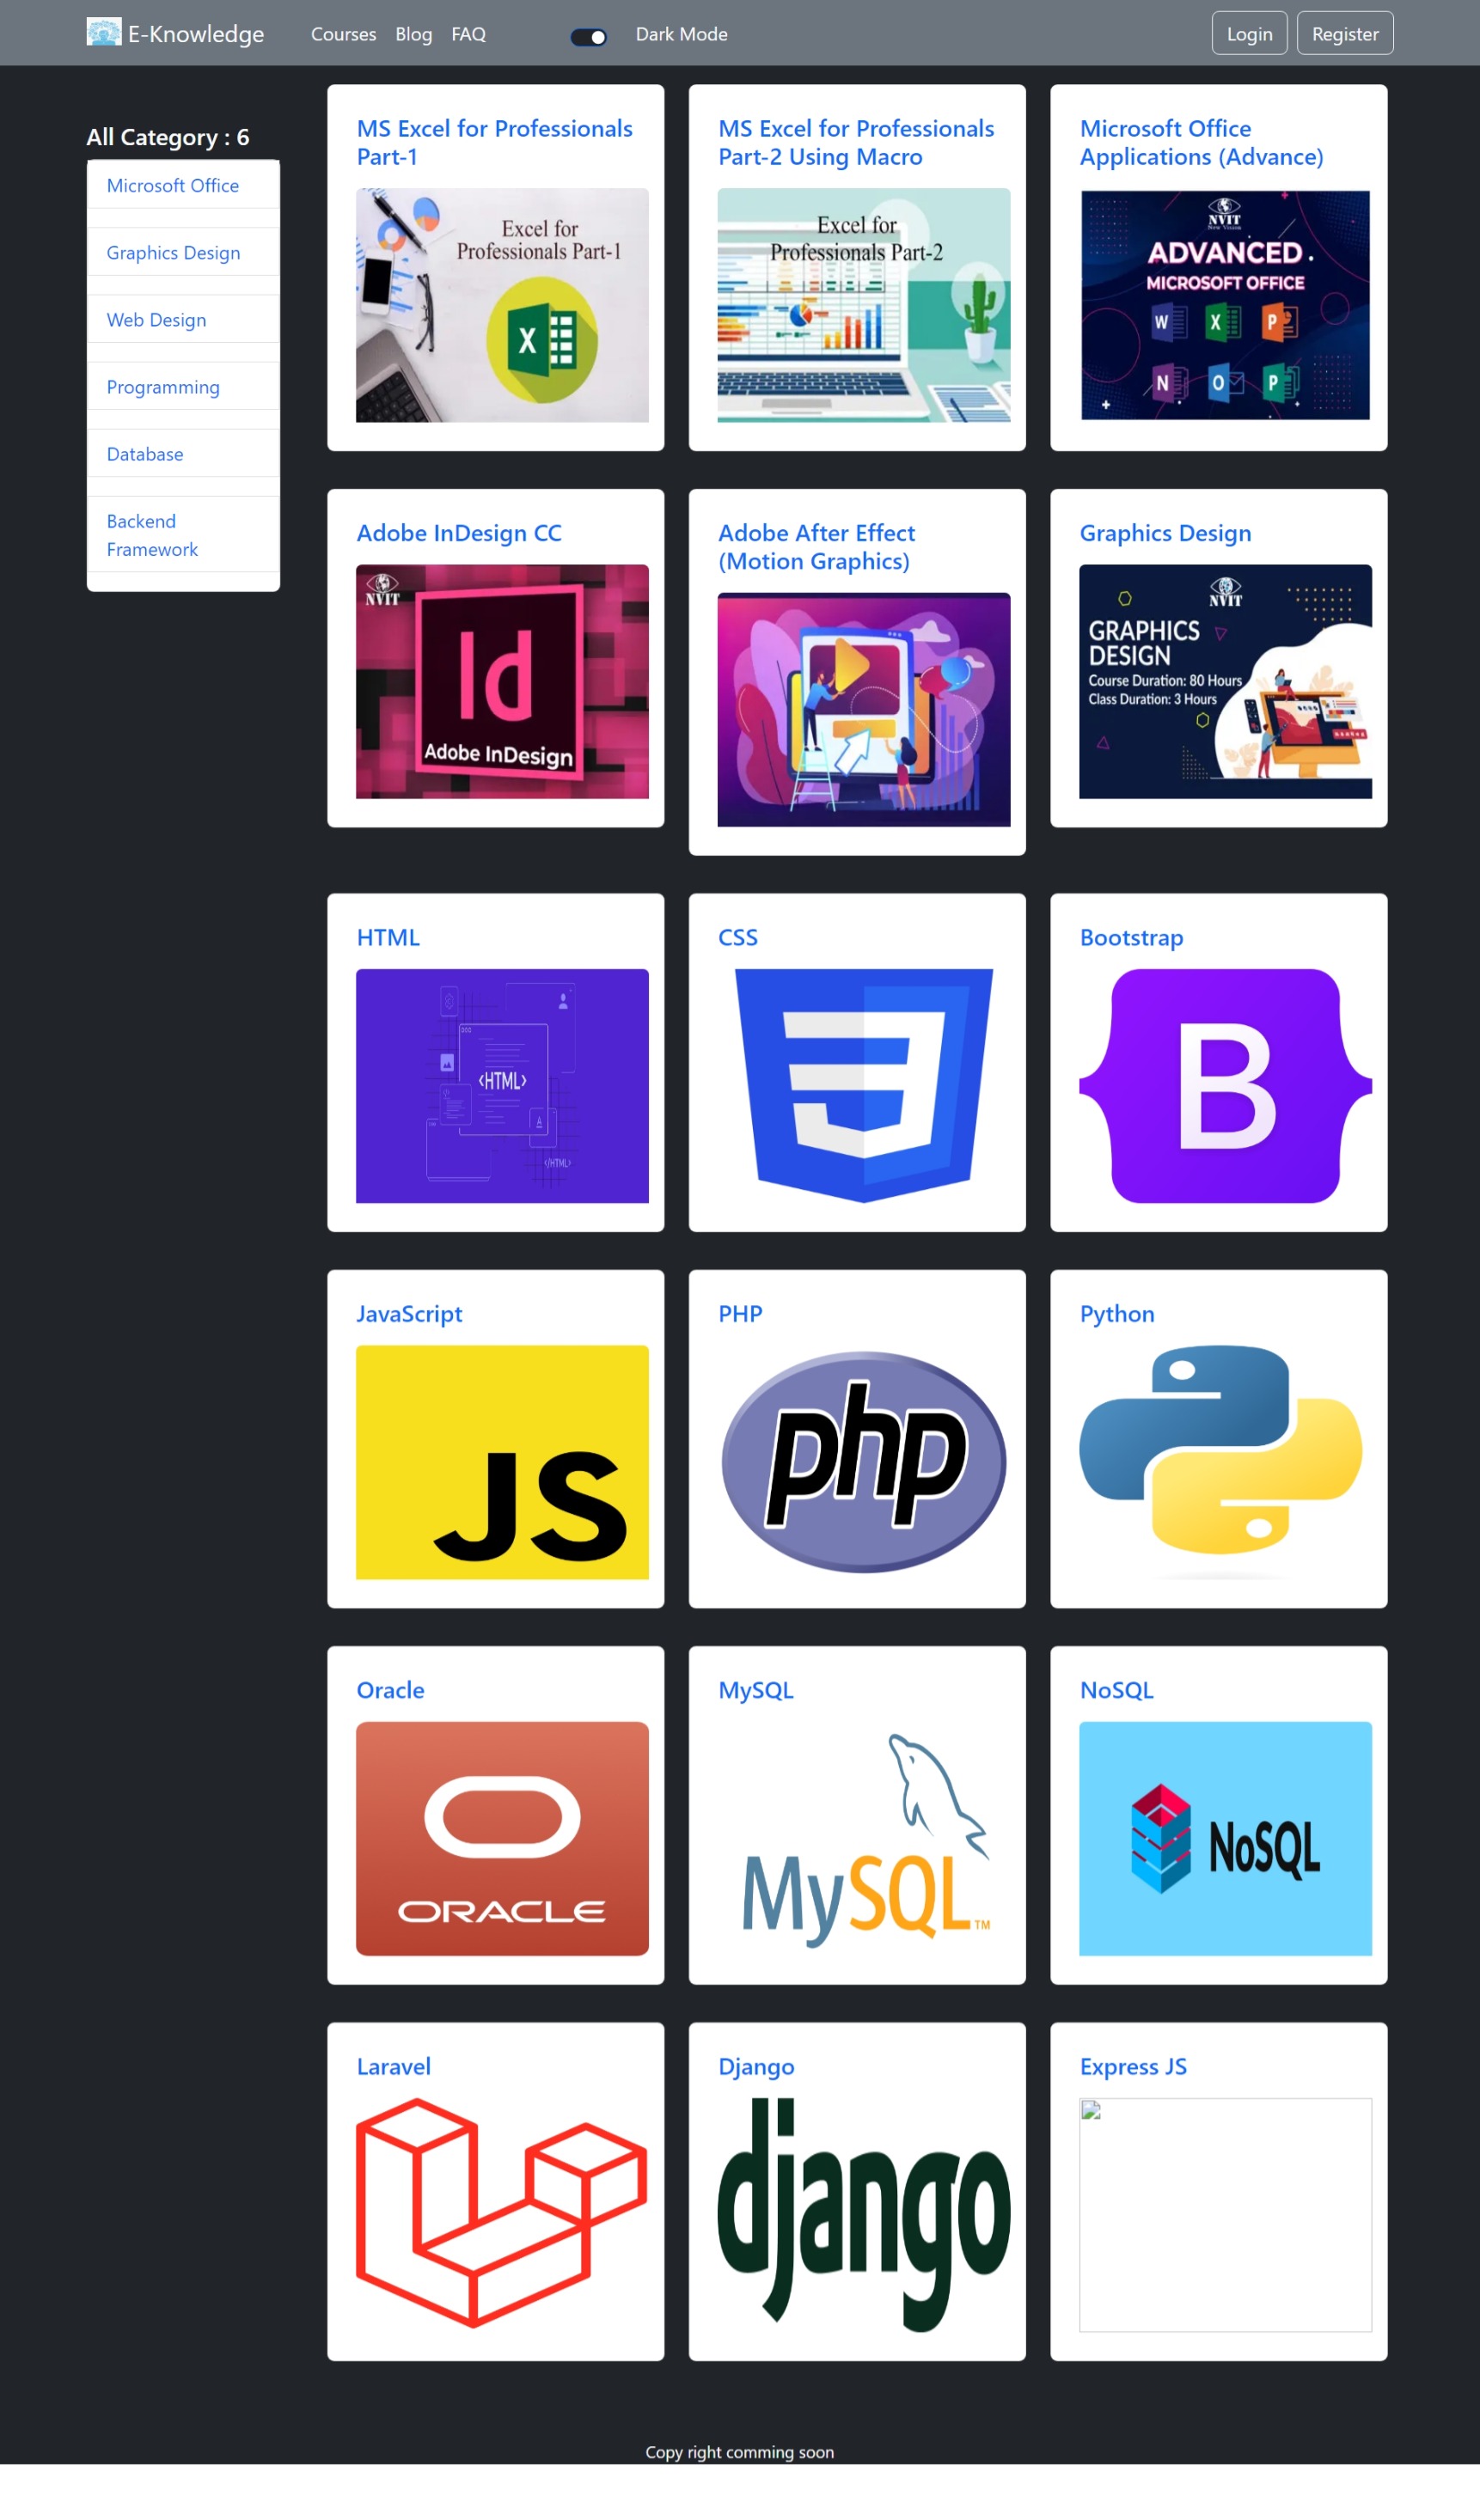 E-Knowledge
Courses
Blog
FAQ
Dark Mode
Login
Register
All Category : 6
Microsoft Office
Graphics Design
Web Design
Programming
Database
Backend
Framework
MS Excel for Professionals
Part-1
Excel for
Professionals Part-1
X
MS Excel for Professionals
Part-2 Using Macro
Excel for
Professionals Part-2
Microsoft Office
Applications (Advance)
NVIT
New Vision
ADVANCED
MICROSOFT OFFICE
W X P
N O P
Adobe InDesign CC
NVIT
Id
Adobe InDesign
Adobe After Effect
(Motion Graphics)
Graphics Design
NVIT
GRAPHICS
DESIGN
Course Duration: 80 Hours
Class Duration: 3 Hours
HTML
<HTML>
A
</HTML>
CSS
3
Bootstrap
B
JavaScript
JS
PHP
php
Python
Oracle
ORACLE
MySQL
MySQL™
NoSQL
NoSQL
Laravel
Django
django
Express JS
Copy right comming soon